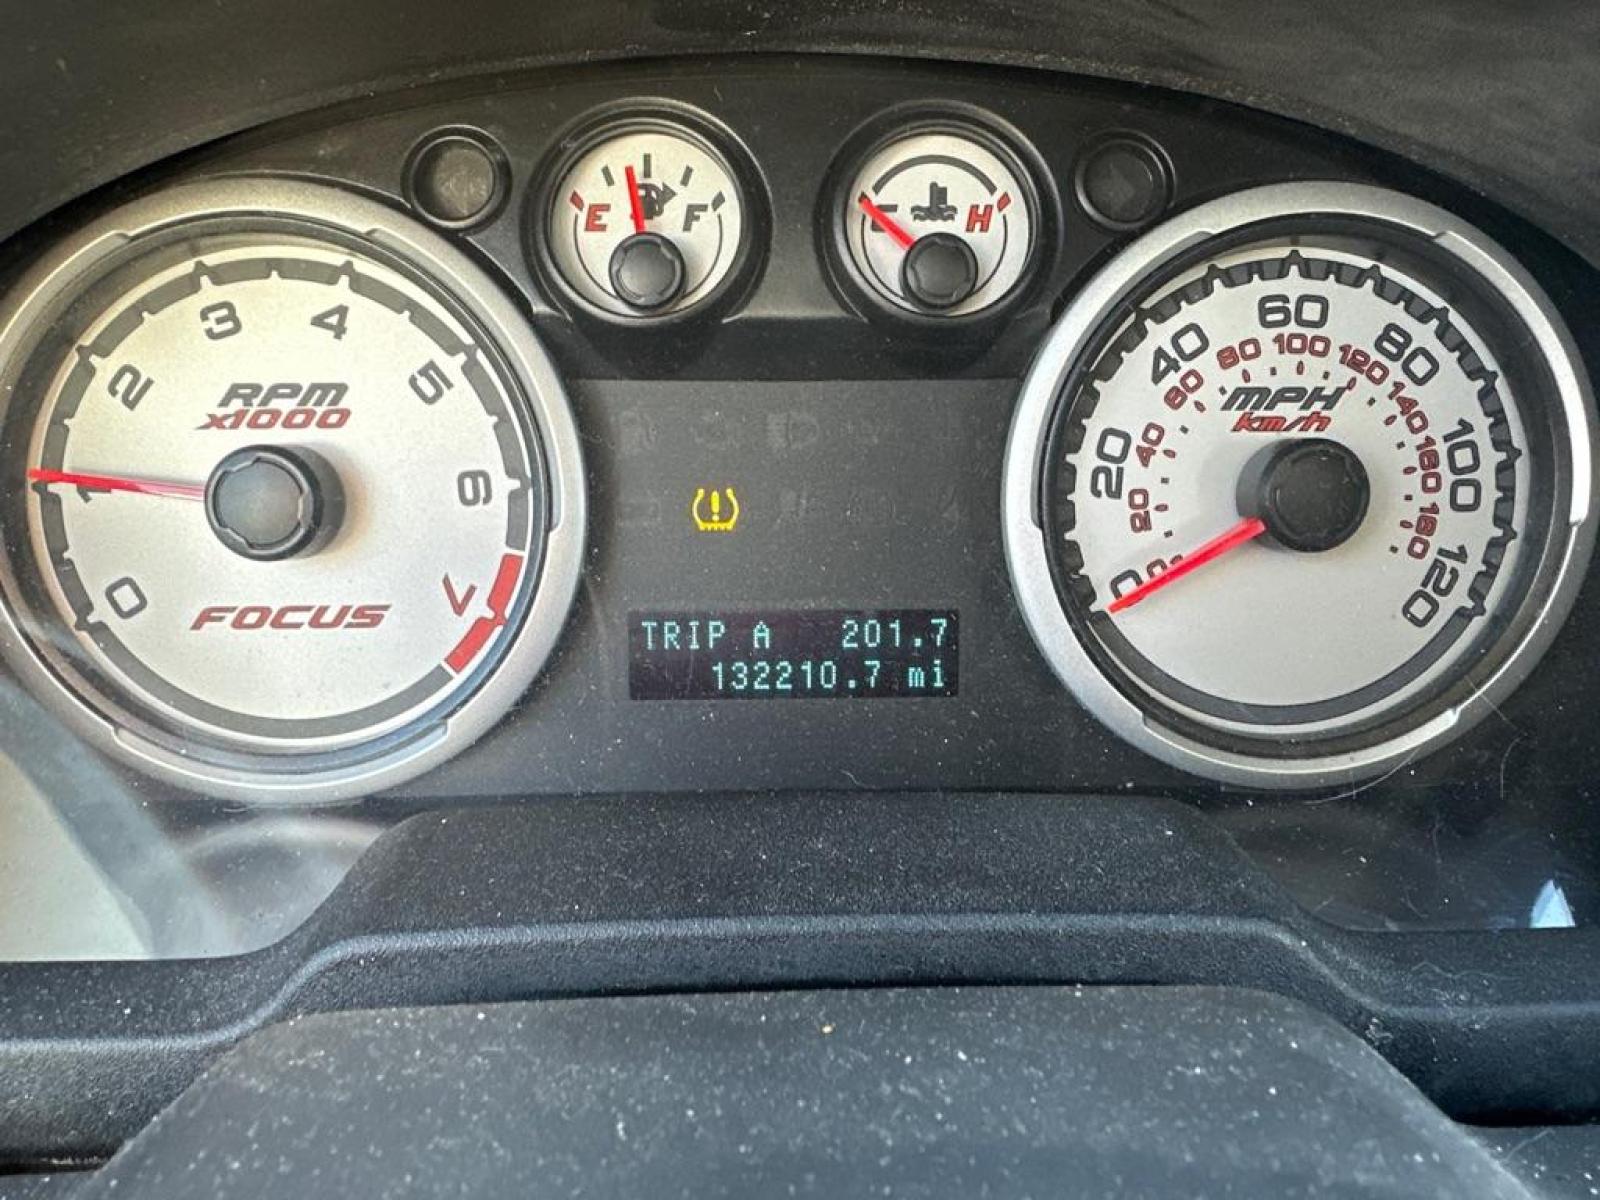 E F
C H
0 1 2 3 4 5 6 7
RPM
x1000
FOCUS
0 20 40 60 80 100 120
20 40 60 80 100 120 140 160 180
MPH
km/h
TRIP A 201.7
132210.7 mi